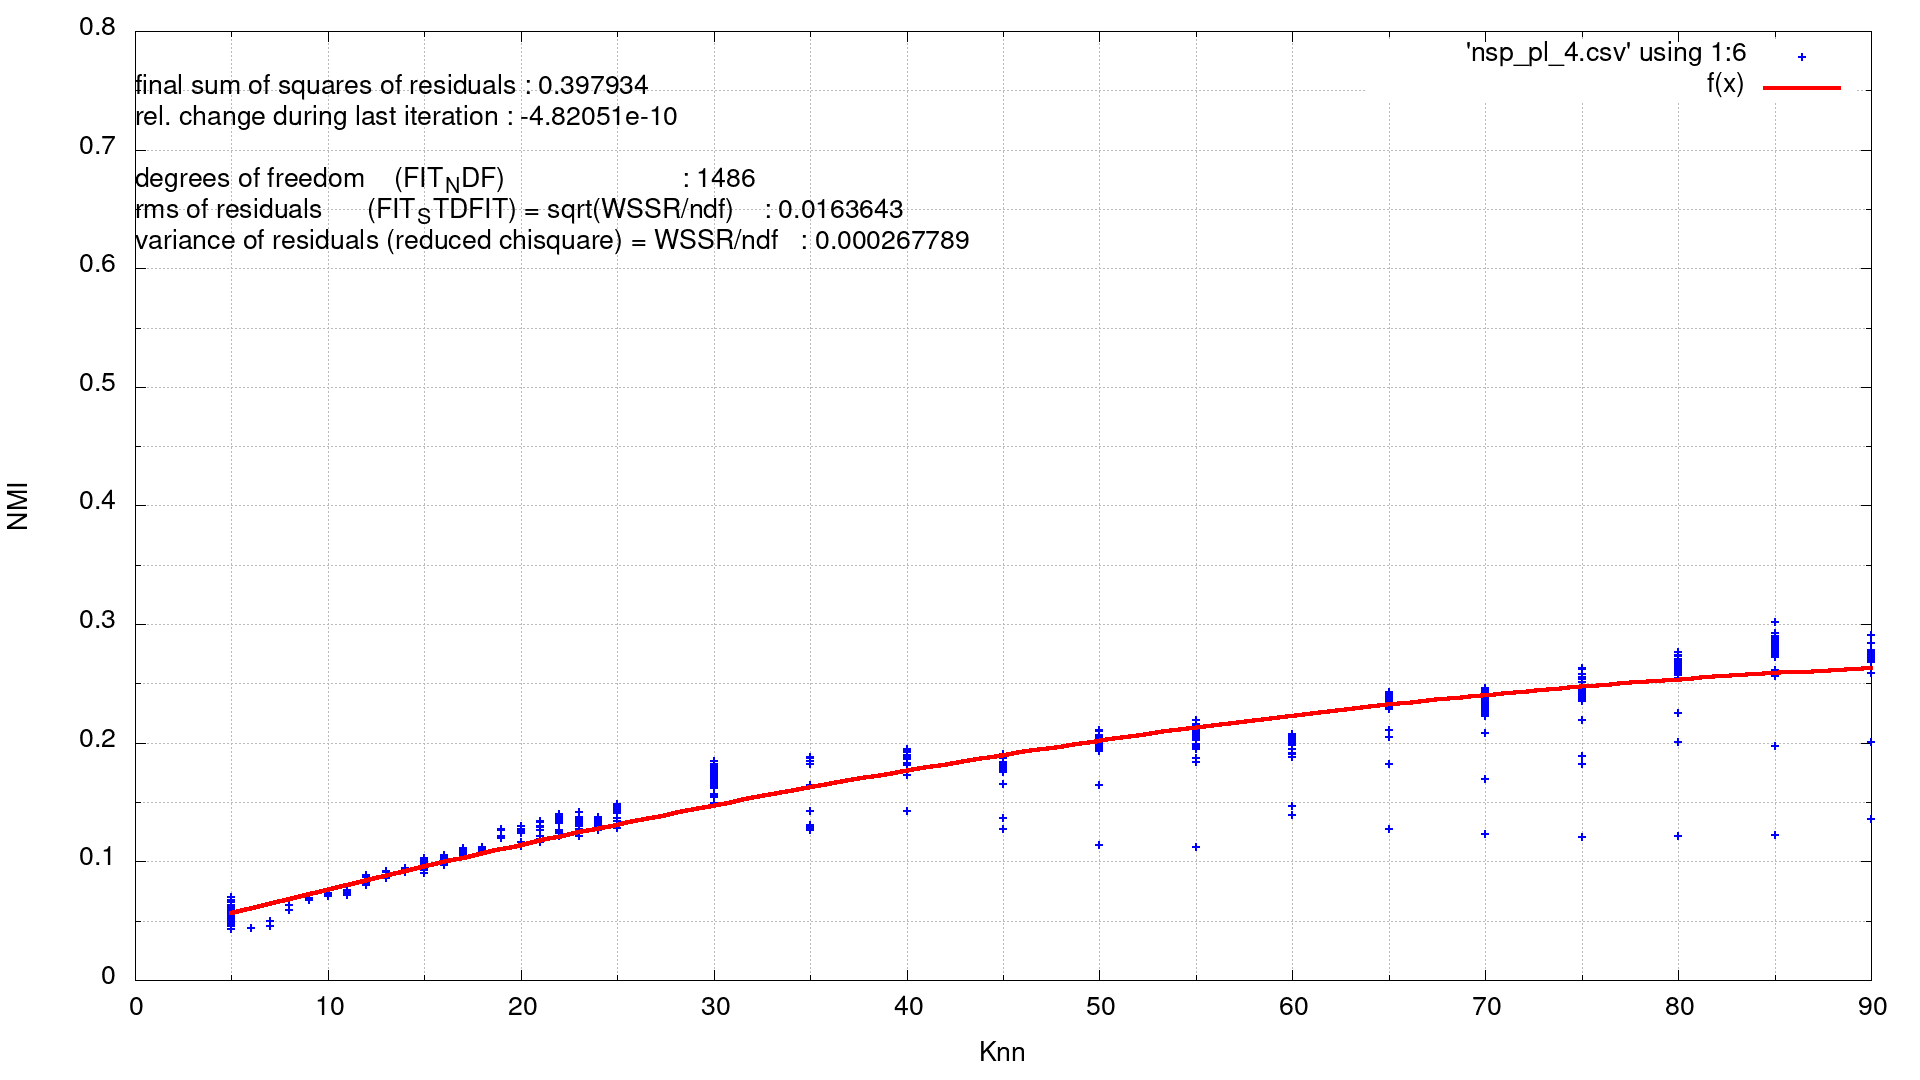 0.8
'nsp_pl_4.csv' using 1:6
f(x)
final sum of squares of residuals : 0.397934
rel. change during last iteration : -4.82051e-10
0.7
degrees of freedom (FIT_NDF) : 1486
rms of residuals (FIT_STDFIT) = sqrt(WSSR/ndf) : 0.0163643
variance of residuals (reduced chisquare) = WSSR/ndf : 0.000267789
0.6
0.5
0.4
NMI
0.3
0.2
0.1
0
0 10 20 30 40 50 60 70 80 90
Knn